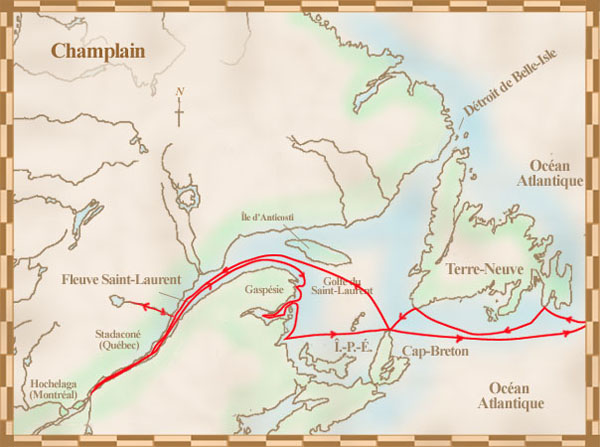 Champlain
N
Détroit de Belle-Isle
Océan
Atlantique
Île d'Anticosti
Terre-Neuve
Fleuve Saint-Laurent
Gaspésie
Golfe du
Saint-Laurent
Stadaconé
(Québec)
Î.-P.-É.
Cap-Breton
Hochelaga
(Montréal)
Océan
Atlantique